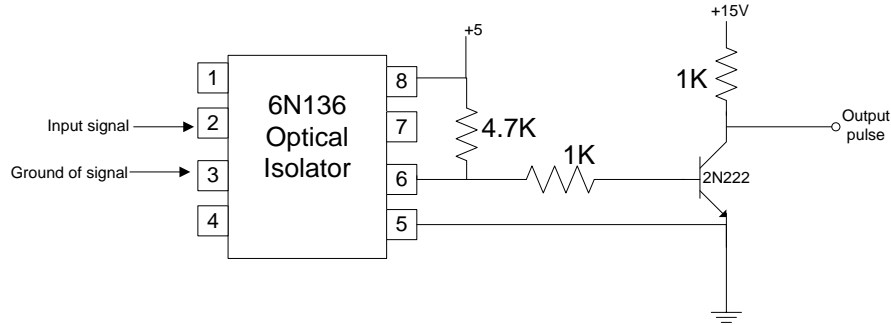 +15V
+5
1K
1
8
6N136
Optical
Isolator
Input signal
2
7
4.7K
Output
pulse
Ground of signal
3
6
1K
2N222
4
5